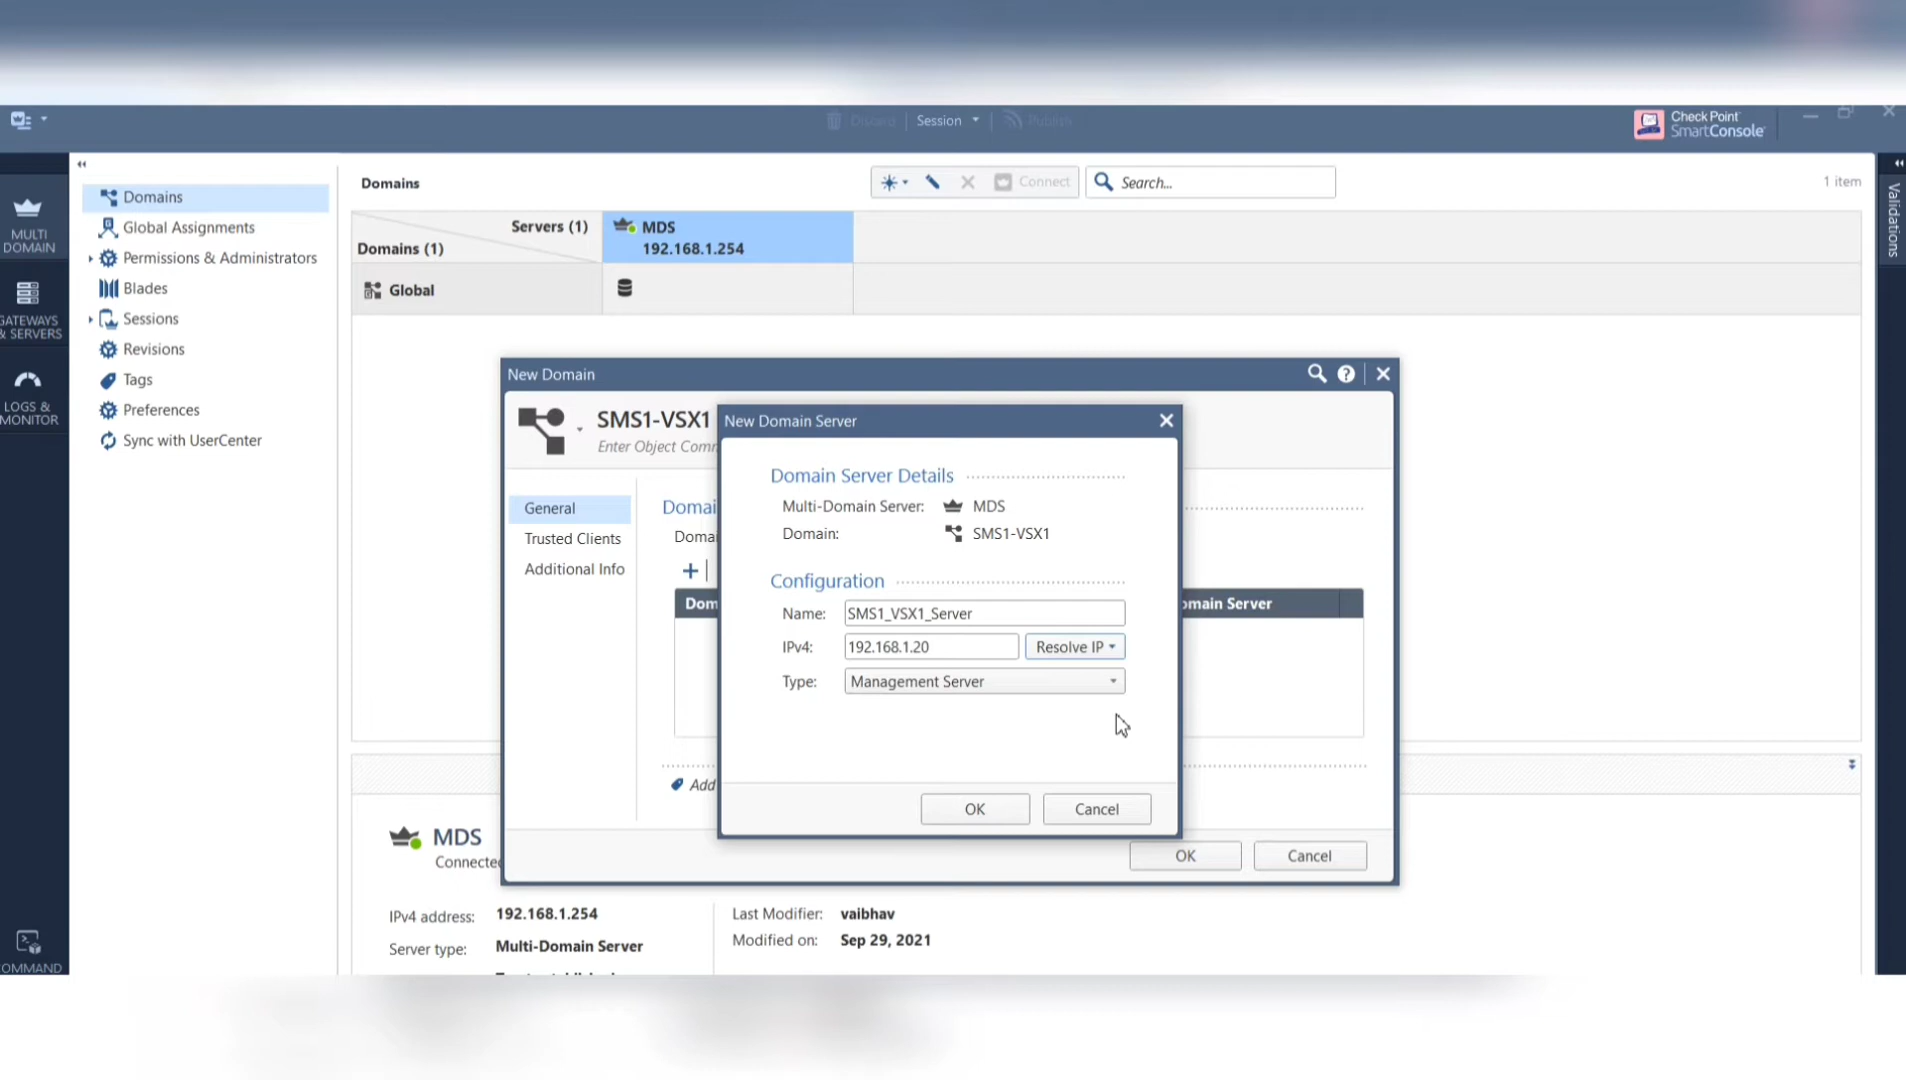 Discard
Session
Publish
Check Point
SmartConsole
MULTI
DOMAIN
GATEWAYS
& SERVERS
LOGS &
MONITOR
COMMAND
Domains
Global Assignments
Permissions & Administrators
Blades
Sessions
Revisions
Tags
Preferences
Sync with UserCenter
Domains
Connect
Search...
1 item
Validations
Servers (1)
Domains (1)
MDS
192.168.1.254
Global
New Domain
SMS1-VSX1
Enter Object Comm
General
Trusted Clients
Additional Info
Domai
Domai
Dom
omain Server
Add
OK
Cancel
New Domain Server
Domain Server Details
Multi-Domain Server: MDS
Domain: SMS1-VSX1
Configuration
Name: SMS1_VSX1_Server
IPv4: 192.168.1.20 Resolve IP
Type: Management Server
OK
Cancel
MDS
Connected
IPv4 address: 192.168.1.254
Server type: Multi-Domain Server
Last Modifier: vaibhav
Modified on: Sep 29, 2021